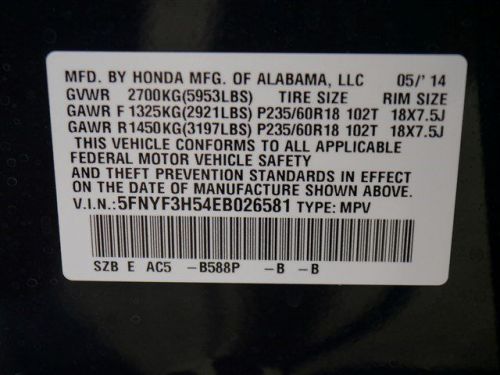 MFD. BY HONDA MFG. OF ALABAMA, LLC 05/' 14
GVWR 2700KG(5953LBS) TIRE SIZE RIM SIZE
GAWR F 1325KG(2921LBS) P235/60R18 102T 18X7.5J
GAWR R1450KG(3197LBS) P235/60R18 102T 18X7.5J
THIS VEHICLE CONFORMS TO ALL APPLICABLE
FEDERAL MOTOR VEHICLE SAFETY
AND THEFT PREVENTION STANDARDS IN EFFECT
ON THE DATE OF MANUFACTURE SHOWN ABOVE.
V.I.N.:5FNYF3H54EB026581 TYPE: MPV
SZB E AC5 -B588P -B -B